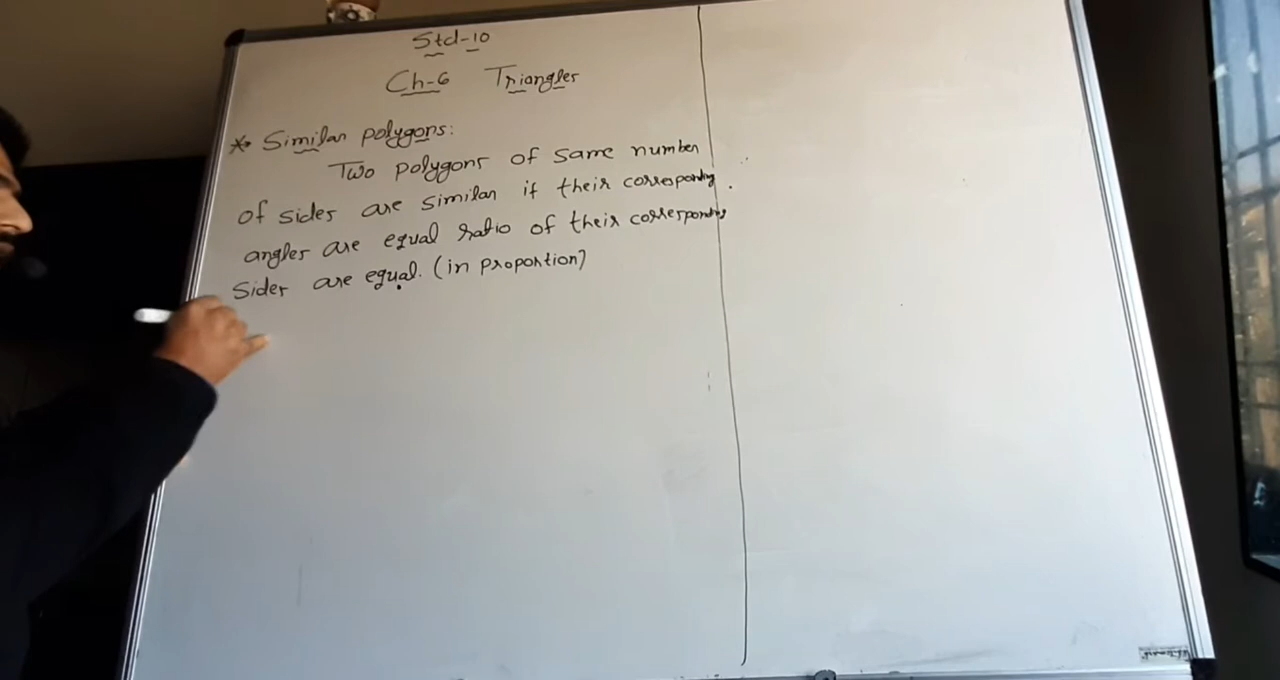 Std-10
Ch-6 Triangles
* Similar polygons:
Two polygons of same number
of sides are similar if their corresponding
angles are equal ratio of their corresponding
sides are equal. (in proportion)